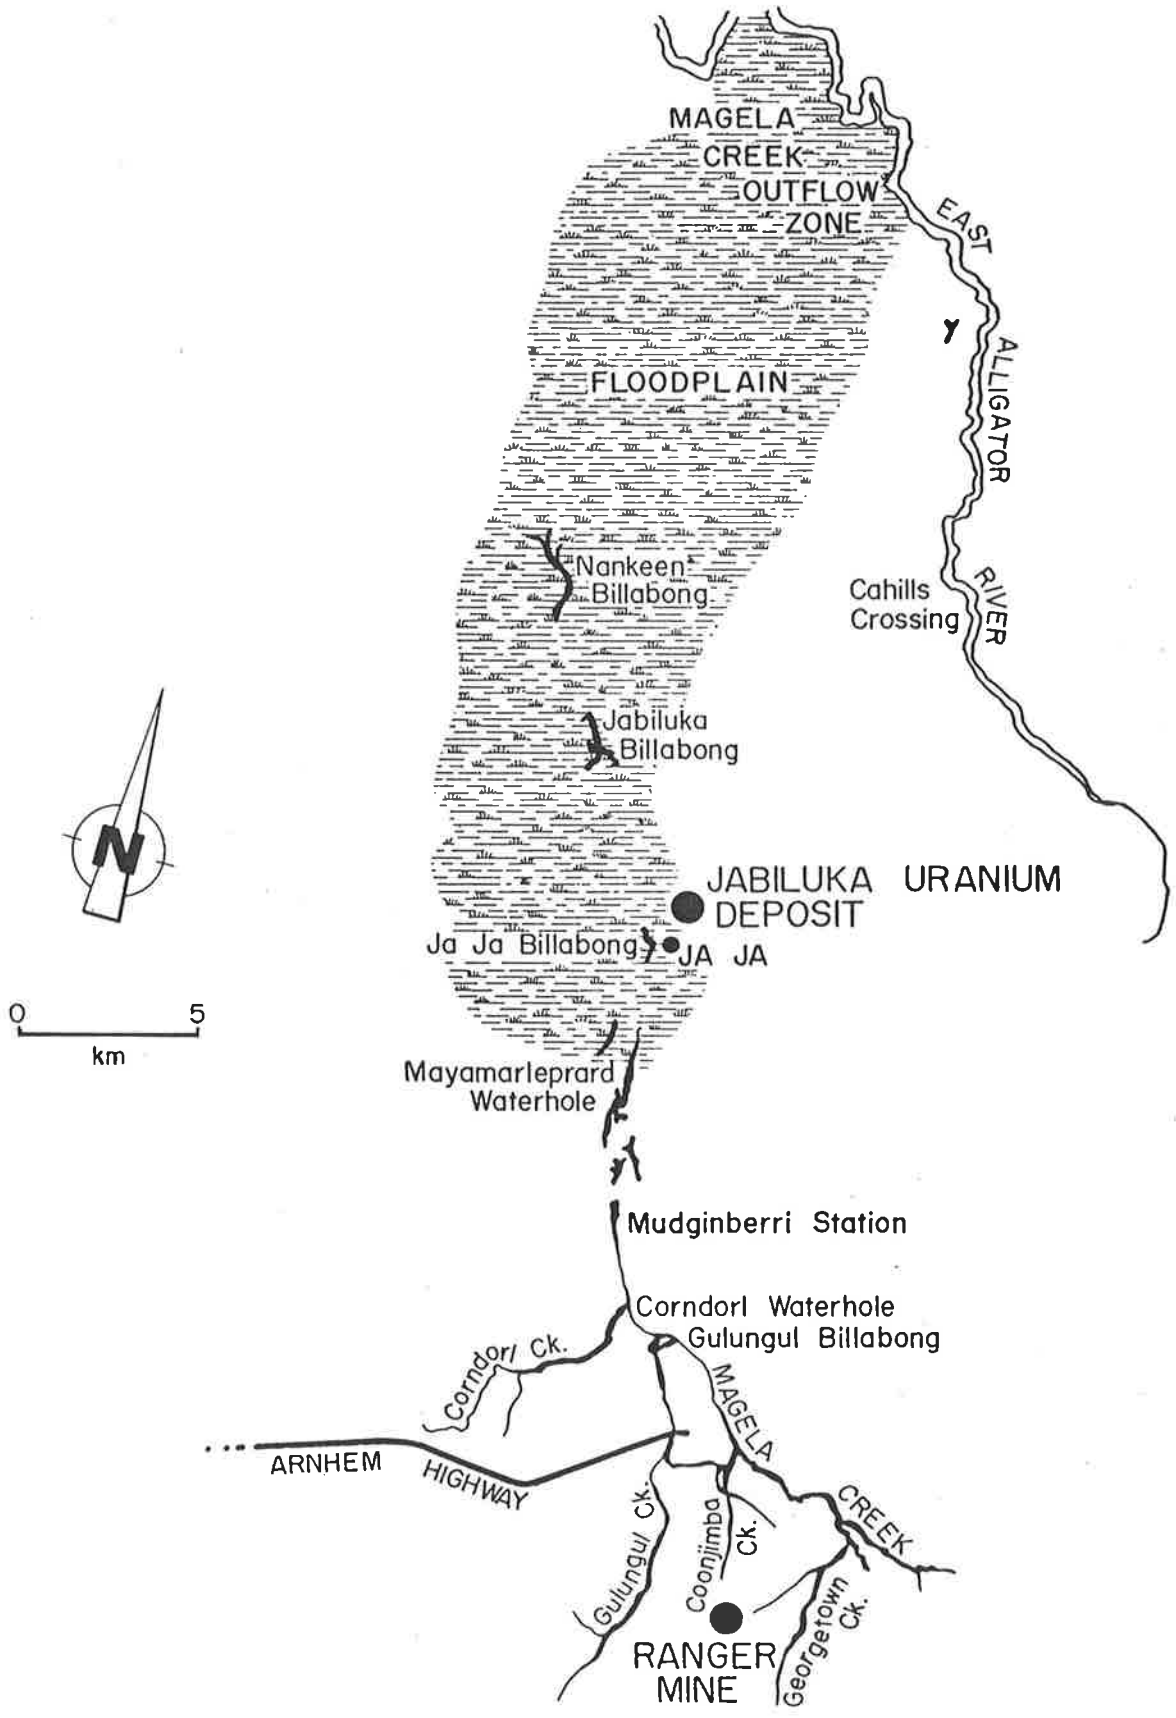 MAGELA
CREEK
OUTFLOW
ZONE
EAST
ALLIGATOR
RIVER
FLOODPLAIN
Nankeen
Billabong
Cahills
Crossing
Jabiluka
Billabong
N
JABILUKA URANIUM
DEPOSIT
Ja Ja Billabong
JA JA
0 5
km
Mayamarleprard
Waterhole
Mudginberri Station
Corndorl Waterhole
Gulungul Billabong
Corndorl Ck.
MAGELA
CREEK
ARNHEM
HIGHWAY
Gulungul Ck.
Coonjimba
Ck.
Georgetown
Ck.
RANGER
MINE